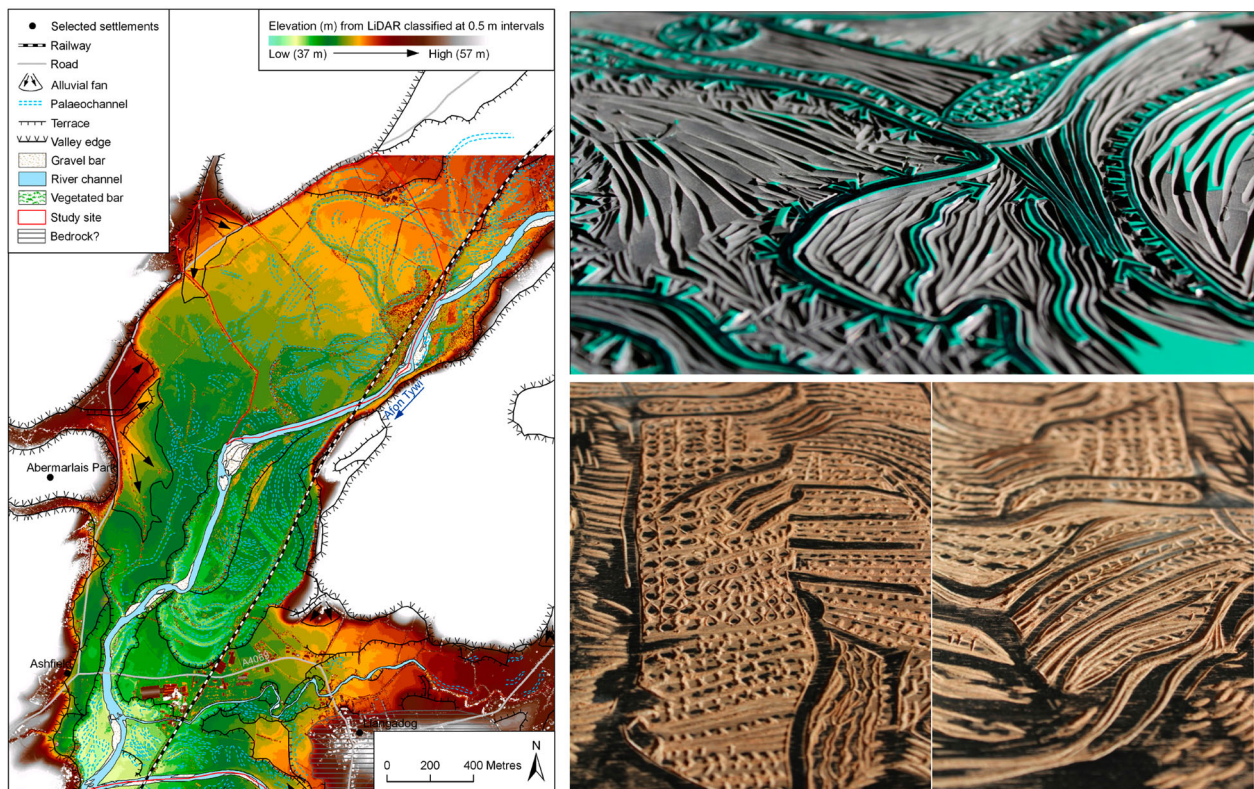 Selected settlements
Railway
Road
Alluvial fan
Palaeochannel
Terrace
Valley edge
Gravel bar
River channel
Vegetated bar
Study site
Bedrock?
Elevation (m) from LiDAR classified at 0.5 m intervals
Low (37 m)
High (57 m)
Afon Tywi
Abermarlais Park
Ashfield
Llangadog
N
0 200 400 Metres